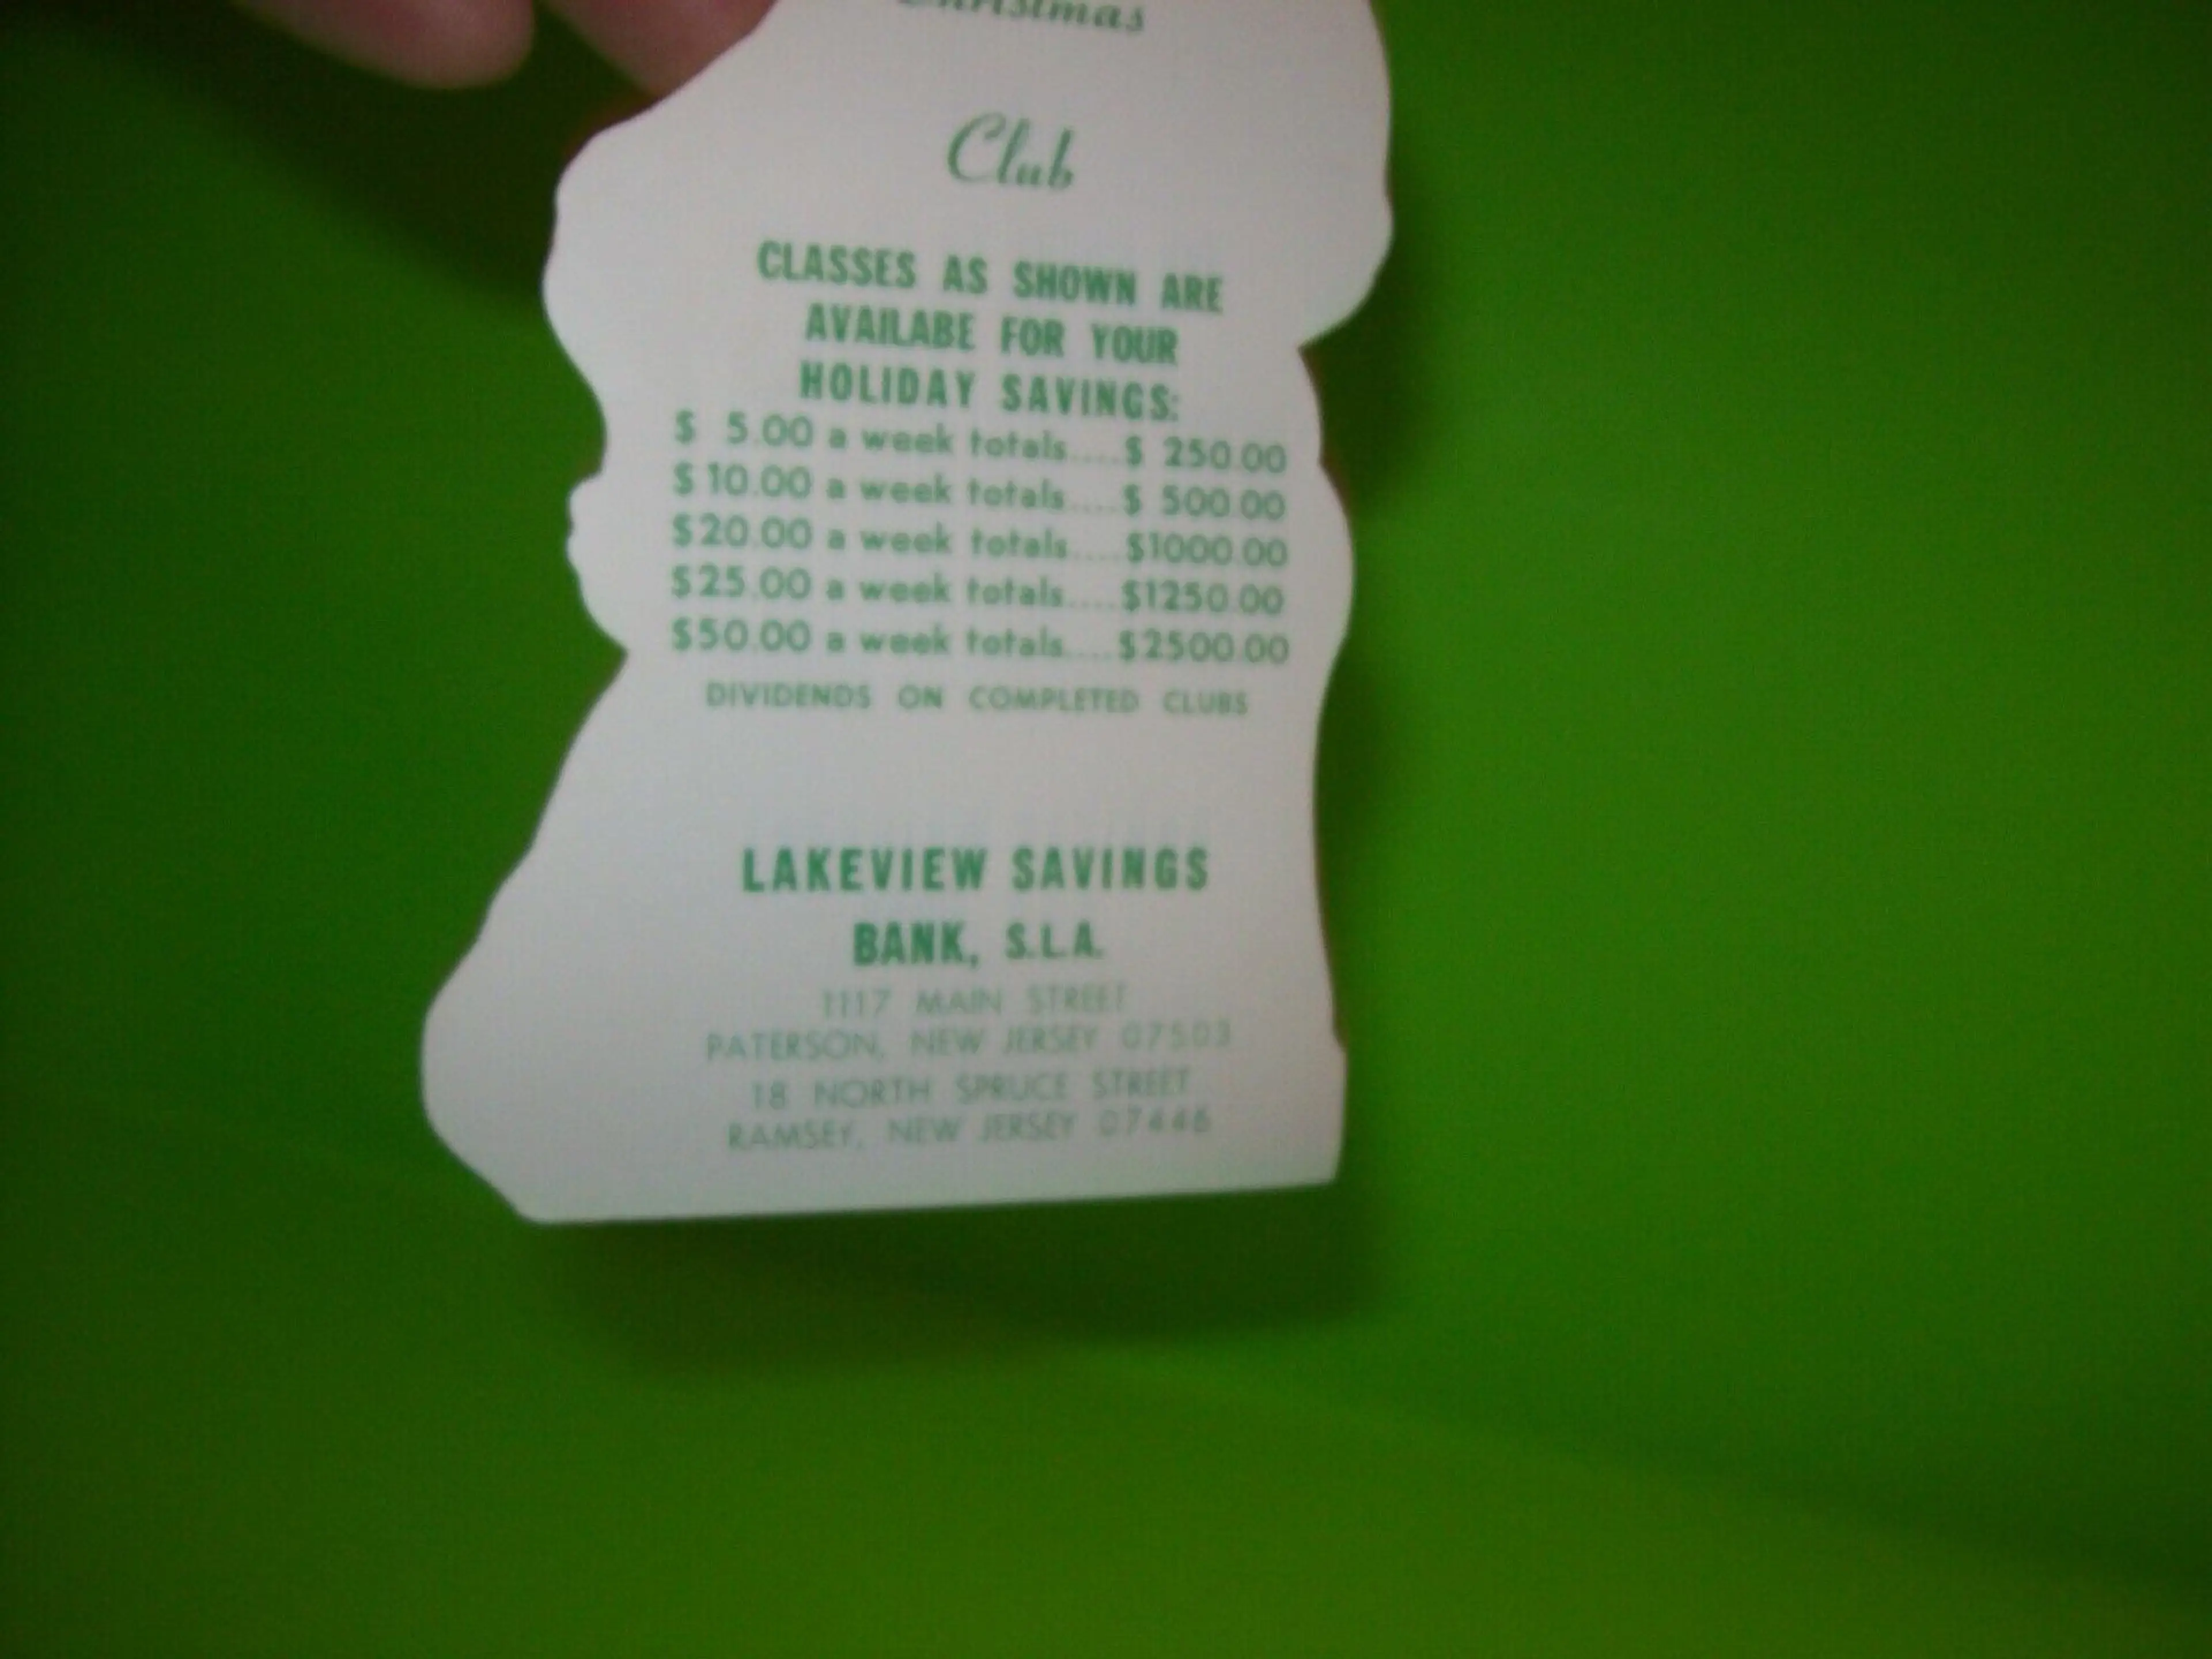 Christmas
Club
CLASSES AS SHOWN ARE
AVAILABE FOR YOUR
HOLIDAY SAVINGS:
$ 5.00 a week totals....$ 250.00
$10.00 a week totals....$ 500.00
$20.00 a week totals....$1000.00
$25.00 a week totals....$1250.00
$50.00 a week totals....$2500.00
DIVIDENDS ON COMPLETED CLUBS
LAKEVIEW SAVINGS
BANK, S.L.A.
1117 MAIN STREET
PATERSON, NEW JERSEY 07503
18 NORTH SPRUCE STREET
RAMSEY, NEW JERSEY 07446